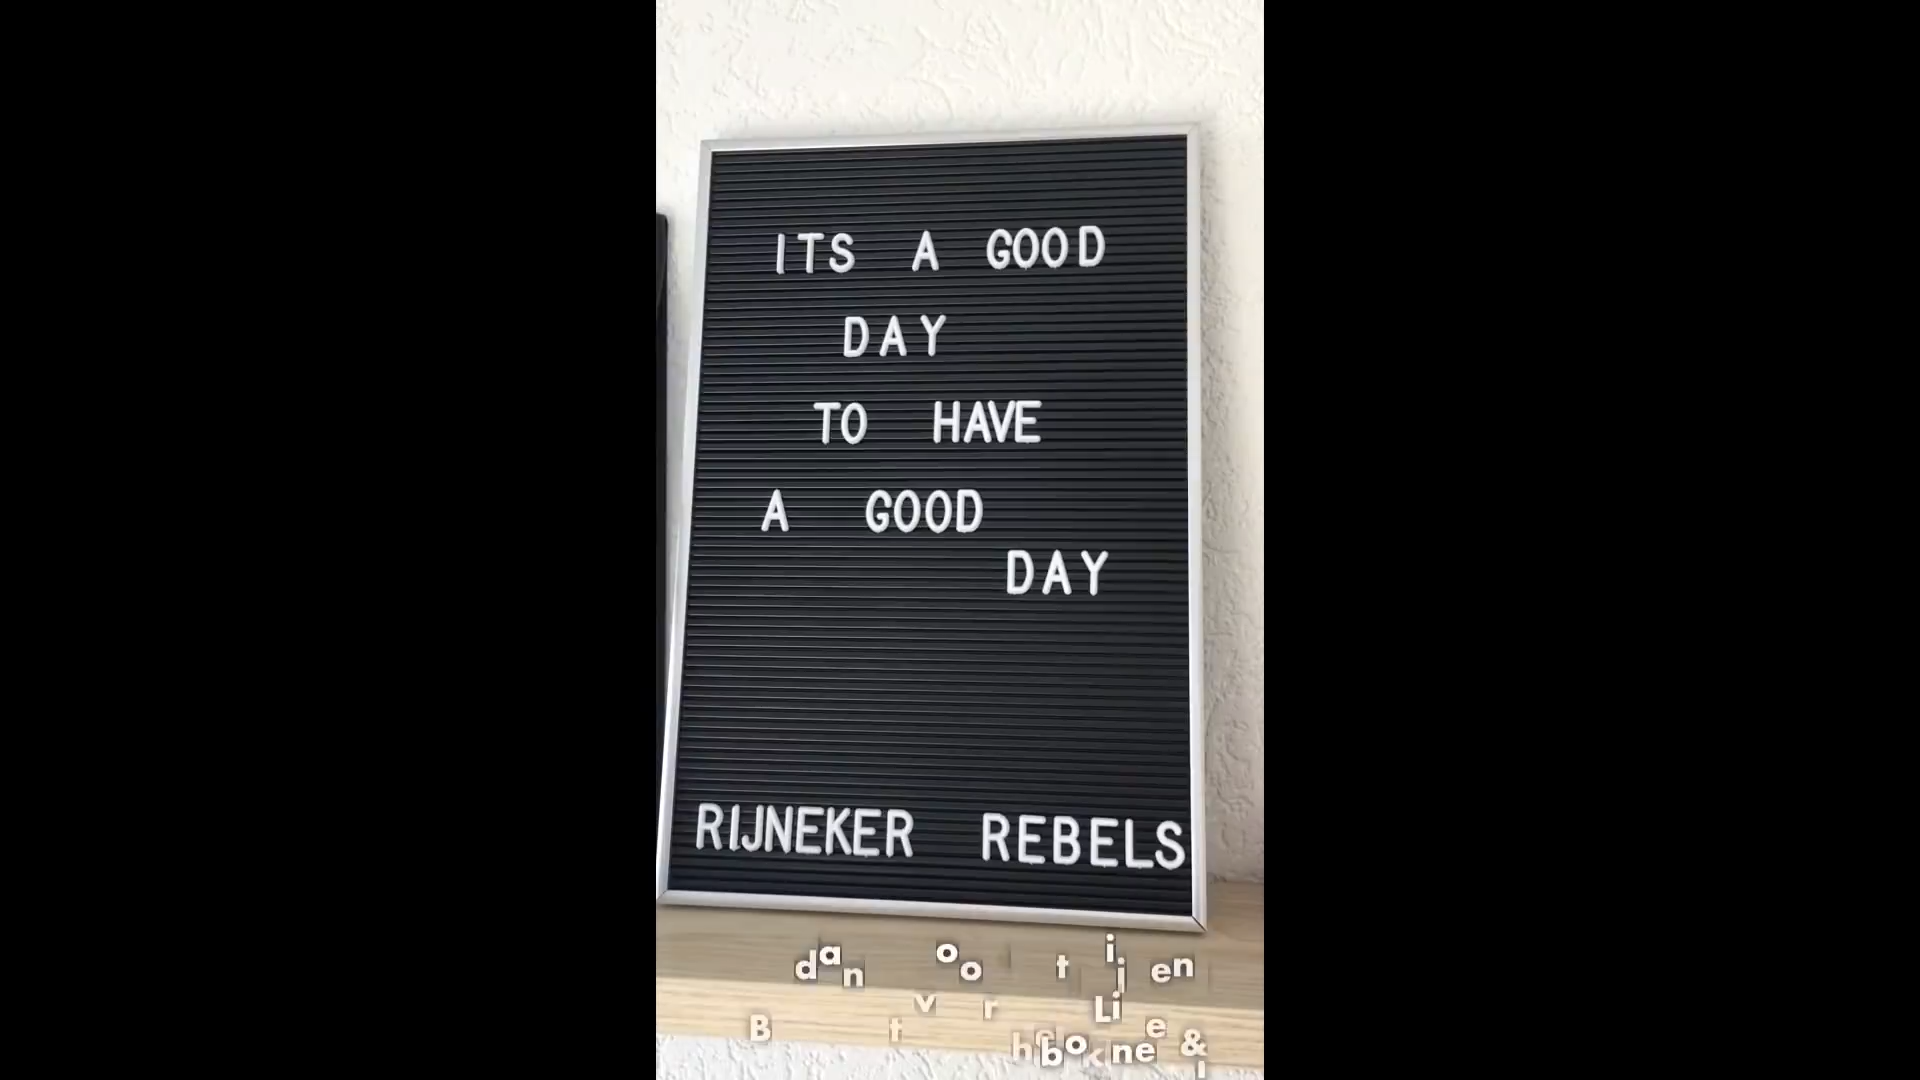 ITS A GOOD
DAY
TO HAVE
A GOOD
DAY
RIJNEKER REBELS